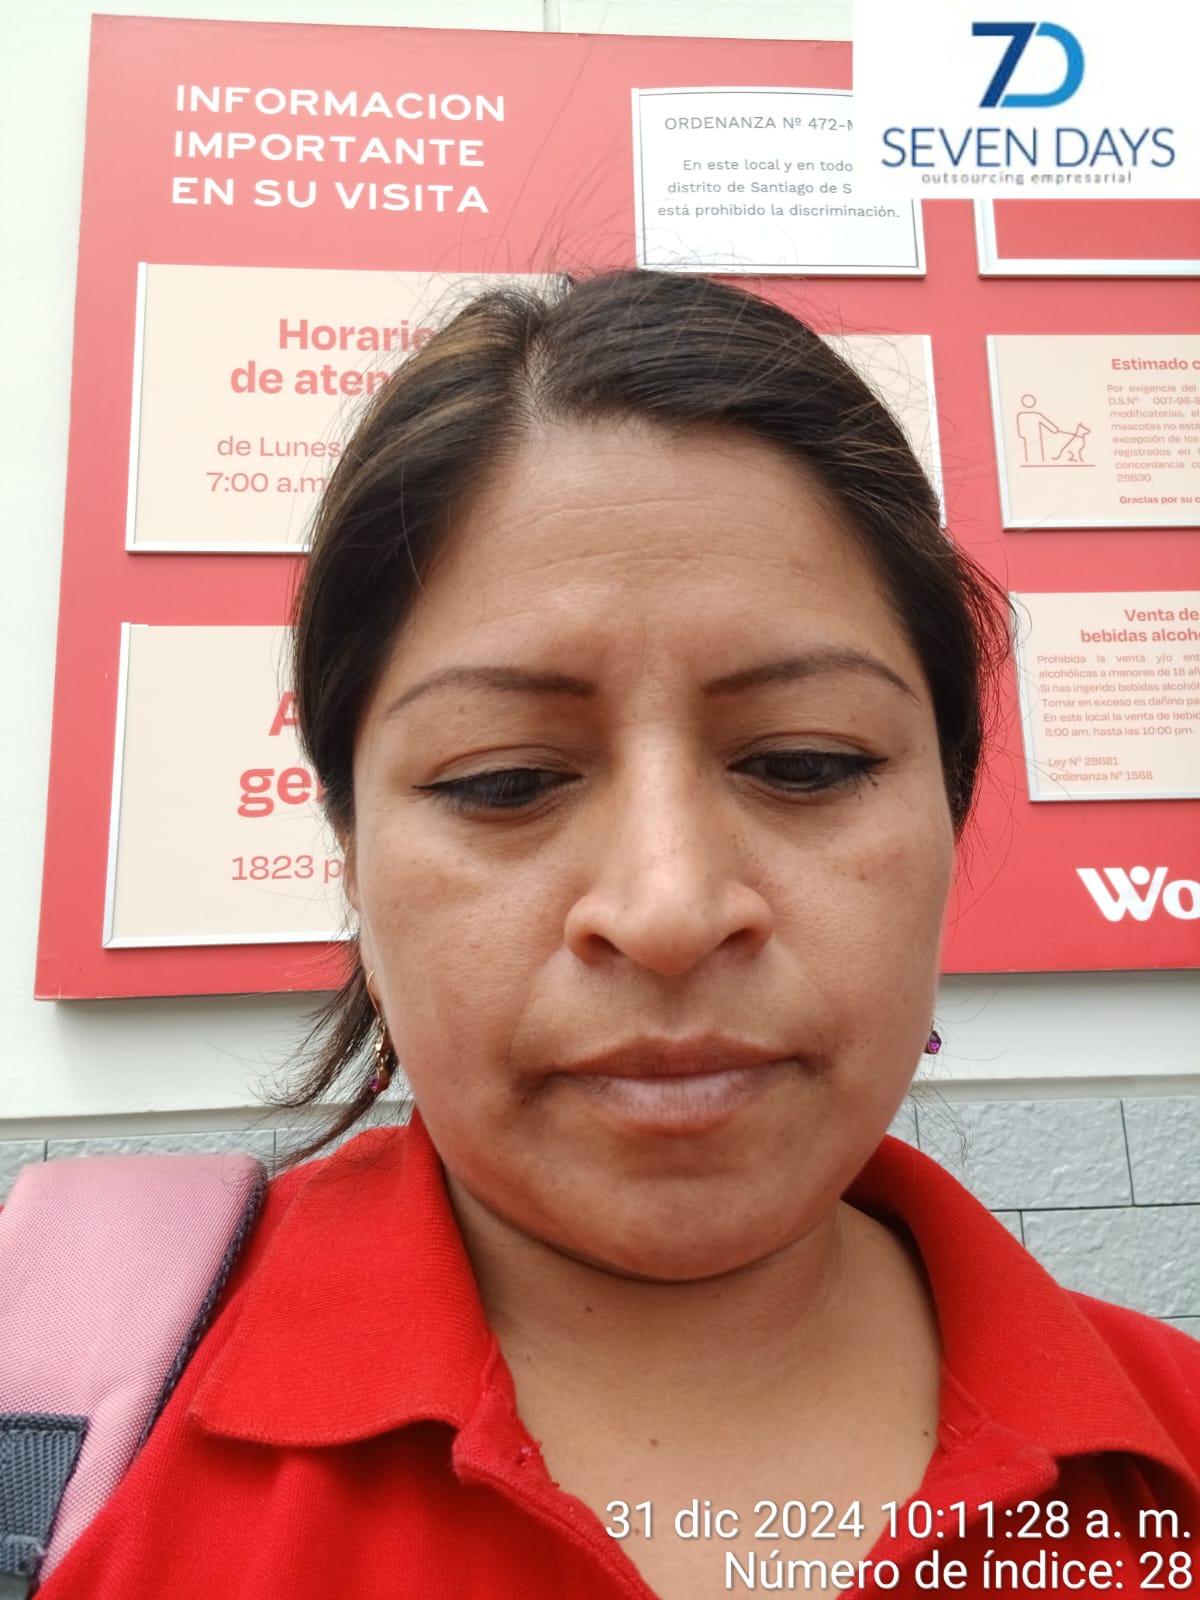 INFORMACION
IMPORTANTE
EN SU VISITA
ORDENANZA Nº 472-
En este local y en todo
distrito de Santiago de S
está prohibido la discriminación.
7D
SEVEN DAYS
outsourcing empresarial
Horario
de aten
de Lunes
7:00 a.m
Estimado c
Por exigencia del
D.S.Nº 007-98-S
modificatorias, el
mascotas no está
excepción de los
registrados en
concordancia co
29830.
Gracias por su c
A
ge
1823 p
Venta de
bebidas alcoh
Prohibida la venta y/o ent
alcohólicas a menores de 18 añ
Si has ingerido bebidas alcohól
Tomar en exceso es dañino pa
En este local la venta de bebid
8:00 am. hasta las 10:00 pm.
Ley Nº 28681
Ordenanza Nº 1568
Wo
31 dic 2024 10:11:28 a. m.
Número de índice: 28